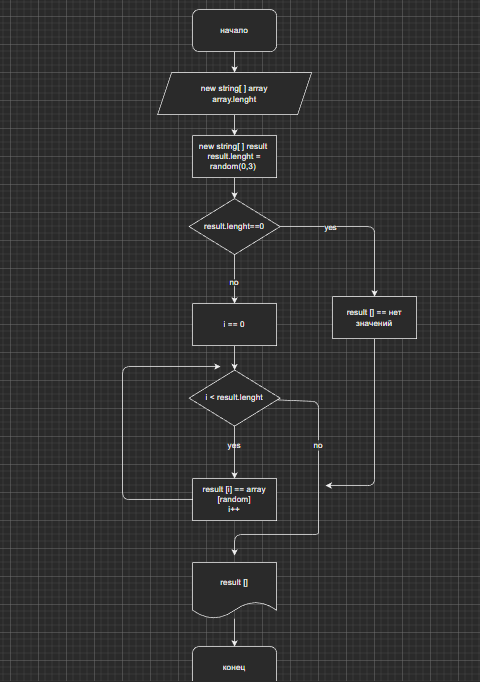 начало
new string[ ] array
array.lenght
new string[ ] result
result.lenght =
random(0,3)
result.lenght==0
yes
no
i == 0
result [] == нет
значений
i < result.lenght
yes
no
result [i] == array
[random]
i++
result []
конец